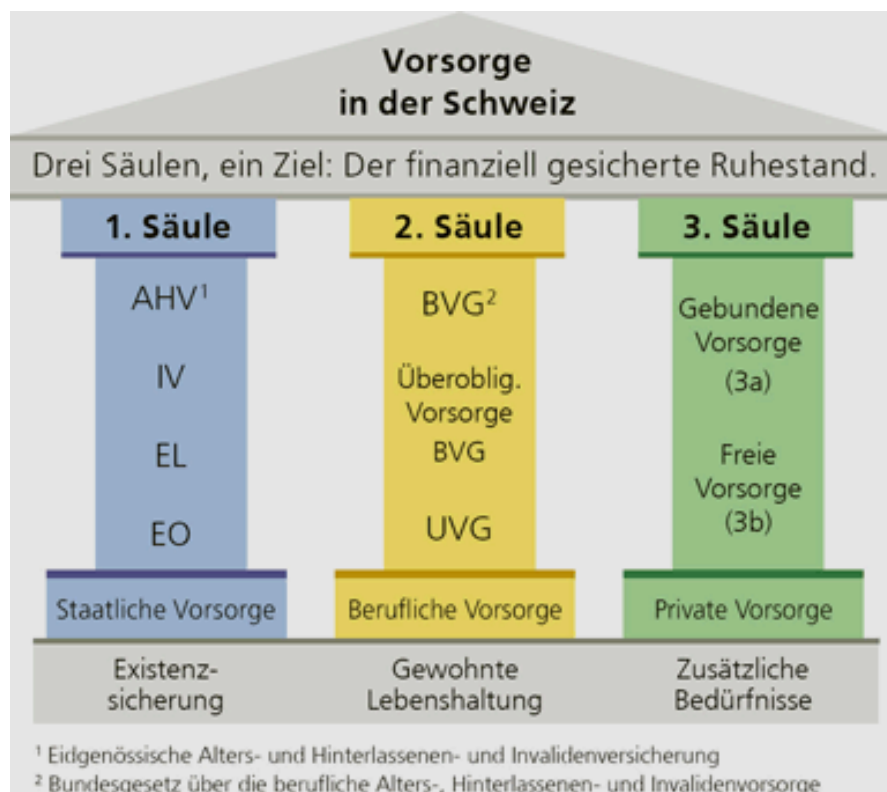 Vorsorge
in der Schweiz
Drei Säulen, ein Ziel: Der finanziell gesicherte Ruhestand.
1. Säule
AHV¹
IV
EL
EO
Staatliche Vorsorge
Existenz-
sicherung
2. Säule
BVG²
Überoblig.
Vorsorge
BVG
UVG
Berufliche Vorsorge
Gewohnte
Lebenshaltung
3. Säule
Gebundene
Vorsorge
(3a)
Freie
Vorsorge
(3b)
Private Vorsorge
Zusätzliche
Bedürfnisse
¹ Eidgenössische Alters- und Hinterlassenen- und Invalidenversicherung
² Bundesgesetz über die berufliche Alters-, Hinterlassenen- und Invalidenvorsorge